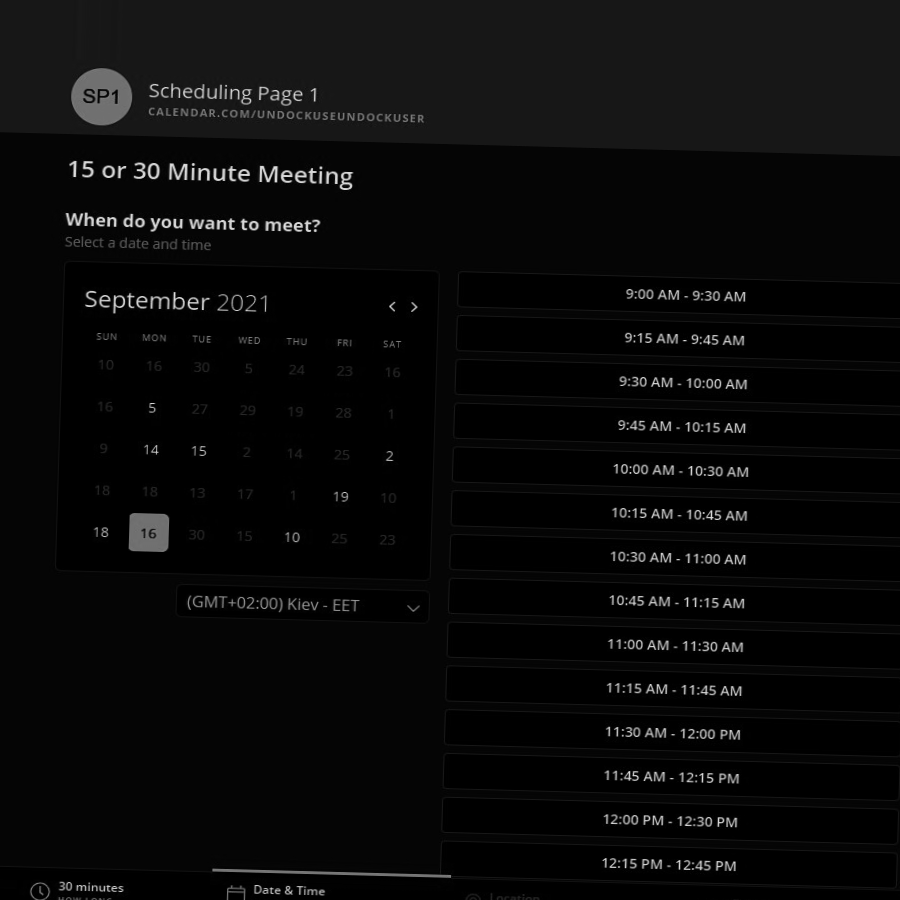 SP1
Scheduling Page 1
CALENDAR.COM/UNDOCKUSEUNDOCKUSER
15 or 30 Minute Meeting
When do you want to meet?
Select a date and time
September 2021
SUN MON TUE WED THU FRI SAT
10 16 30 5 24 23 16
16 5 27 29 19 28 1
9 14 15 2 14 25 2
18 18 13 17 1 19 10
18 16 30 15 10 25 23
(GMT+02:00) Kiev - EET
9:00 AM - 9:30 AM
9:15 AM - 9:45 AM
9:30 AM - 10:00 AM
9:45 AM - 10:15 AM
10:00 AM - 10:30 AM
10:15 AM - 10:45 AM
10:30 AM - 11:00 AM
10:45 AM - 11:15 AM
11:00 AM - 11:30 AM
11:15 AM - 11:45 AM
11:30 AM - 12:00 PM
11:45 AM - 12:15 PM
12:00 PM - 12:30 PM
12:15 PM - 12:45 PM
30 minutes
HOW LONG
Date & Time
Location